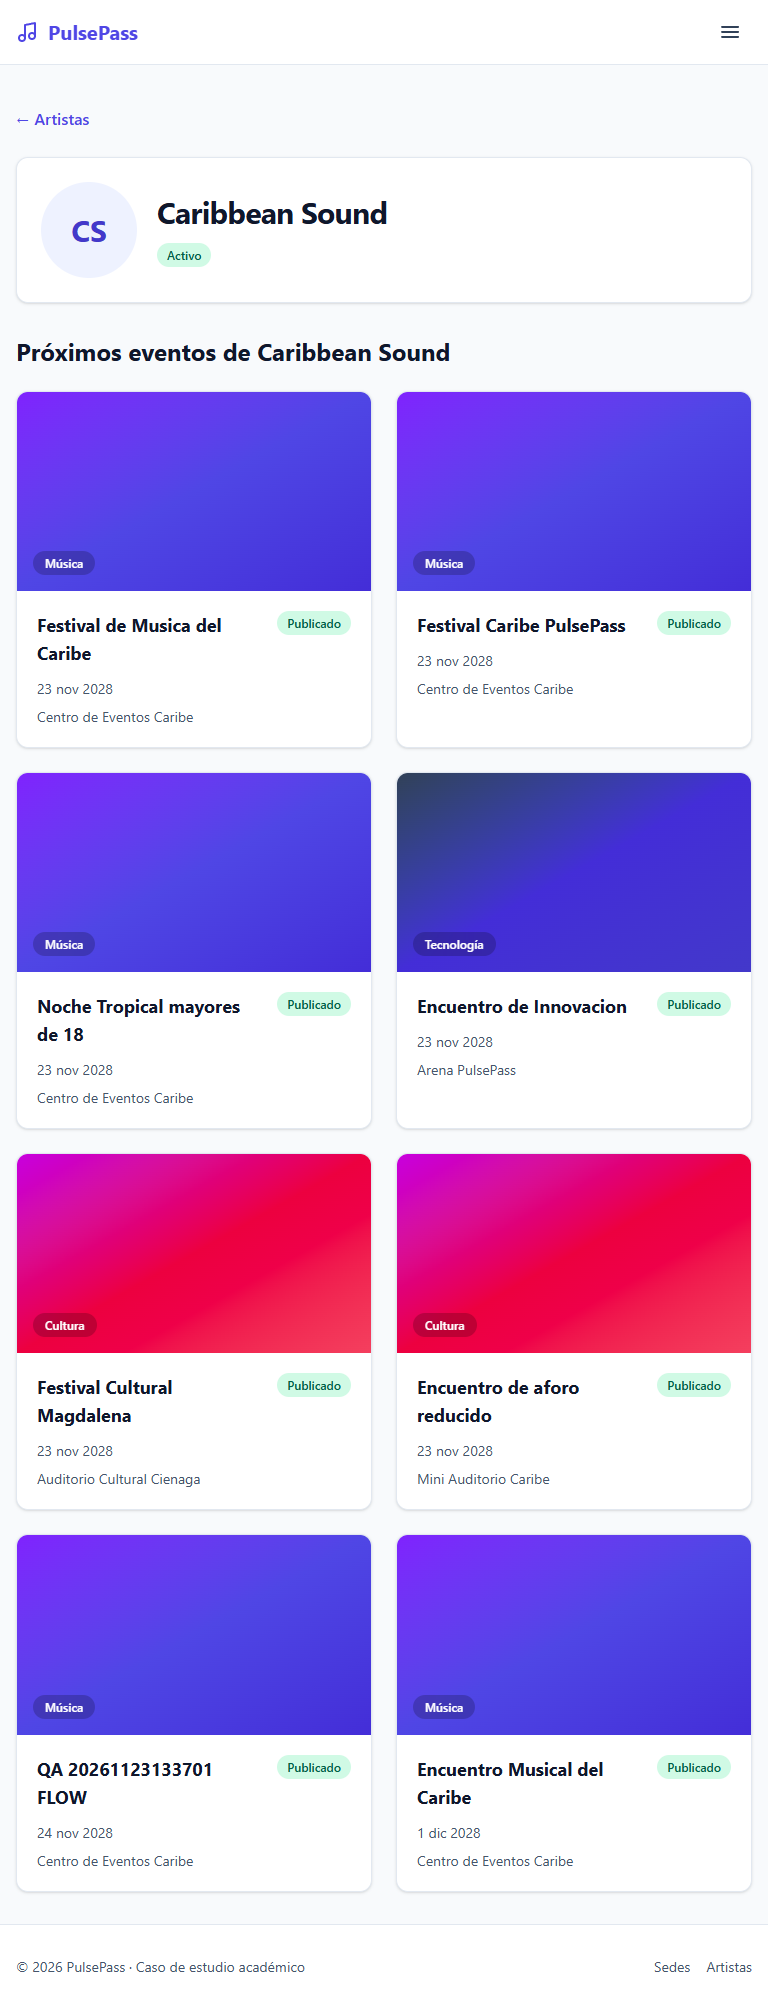 PulsePass
← Artistas
CS
Caribbean Sound
Activo
Próximos eventos de Caribbean Sound
Música
Festival de Musica del
Caribe
Publicado
23 nov 2028
Centro de Eventos Caribe
Música
Festival Caribe PulsePass
Publicado
23 nov 2028
Centro de Eventos Caribe
Música
Noche Tropical mayores
de 18
Publicado
23 nov 2028
Centro de Eventos Caribe
Tecnología
Encuentro de Innovacion
Publicado
23 nov 2028
Arena PulsePass
Cultura
Festival Cultural
Magdalena
Publicado
23 nov 2028
Auditorio Cultural Cienaga
Cultura
Encuentro de aforo
reducido
Publicado
23 nov 2028
Mini Auditorio Caribe
Música
QA 20261123133701
FLOW
Publicado
24 nov 2028
Centro de Eventos Caribe
Música
Encuentro Musical del
Caribe
Publicado
1 dic 2028
Centro de Eventos Caribe
© 2026 PulsePass · Caso de estudio académico
Sedes
Artistas